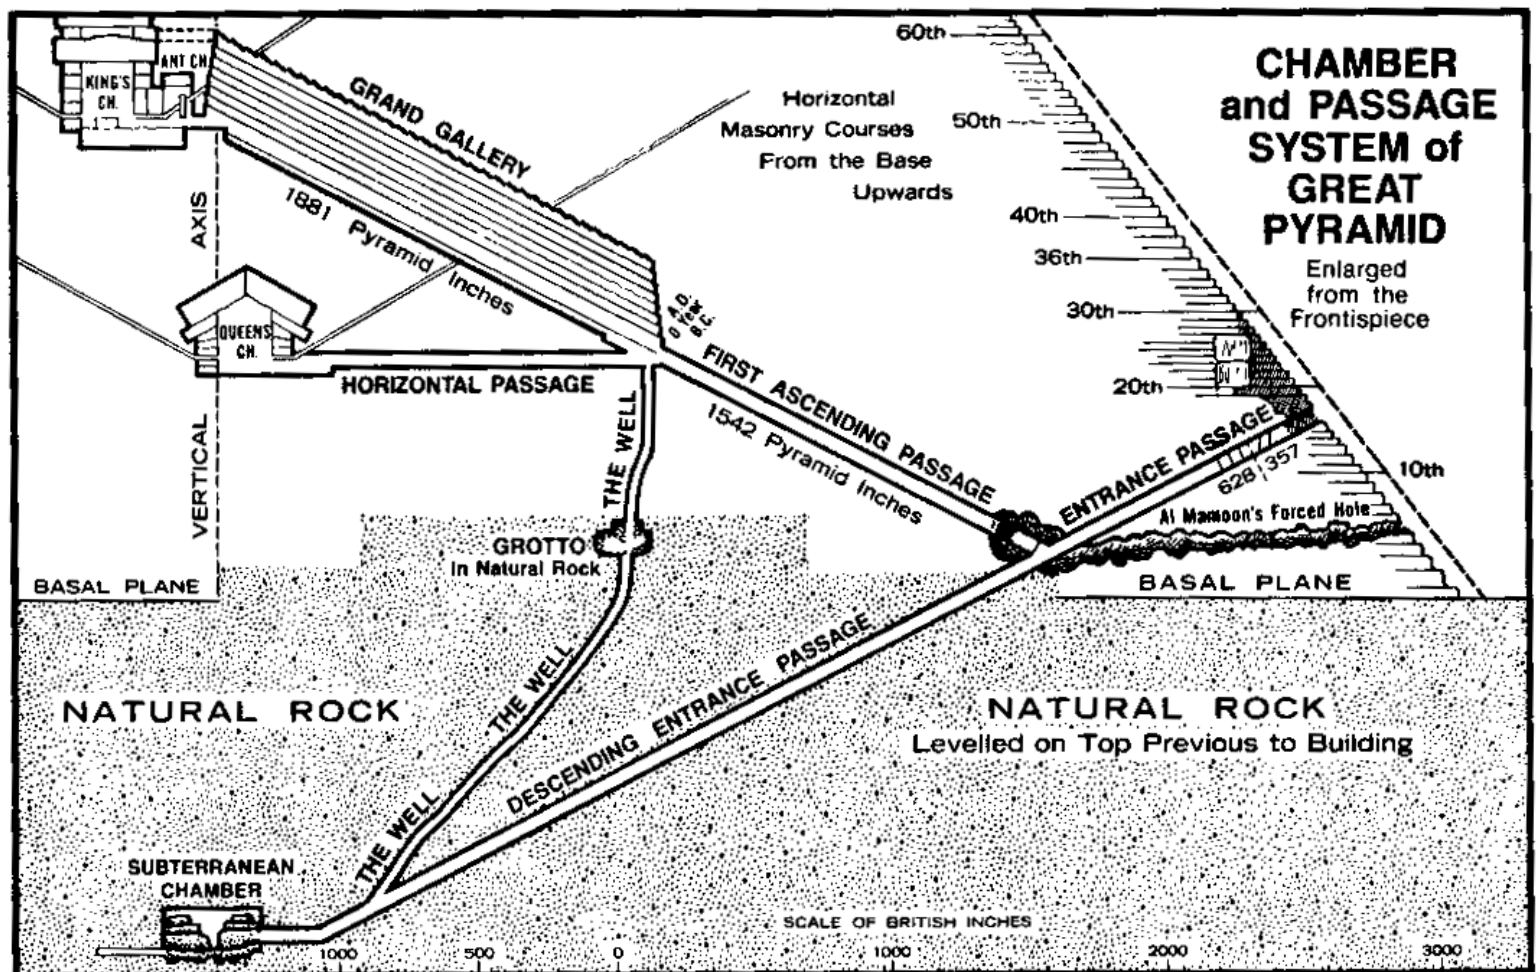 CHAMBER
and PASSAGE
SYSTEM of
GREAT
PYRAMID
Enlarged
from the
Frontispiece
60th
50th
40th
36th
30th
20th
10th
Horizontal
Masonry Courses
From the Base
Upwards
KING'S
CH.
ANT CH.
GRAND GALLERY
1881 Pyramid Inches
AXIS
VERTICAL
QUEENS
CH.
HORIZONTAL PASSAGE
A.D.
0 YEAR
B.C.
FIRST ASCENDING PASSAGE
1542 Pyramid Inches
ENTRANCE PASSAGE
628 357
Al Mamoon's Forced Hole
BASAL PLANE
THE WELL
GROTTO
In Natural Rock
BASAL PLANE
THE WELL
DESCENDING ENTRANCE PASSAGE
NATURAL ROCK
NATURAL ROCK
Levelled on Top Previous to Building
THE WELL
SUBTERRANEAN
CHAMBER
SCALE OF BRITISH INCHES
1000 500 0 1000 2000 3000